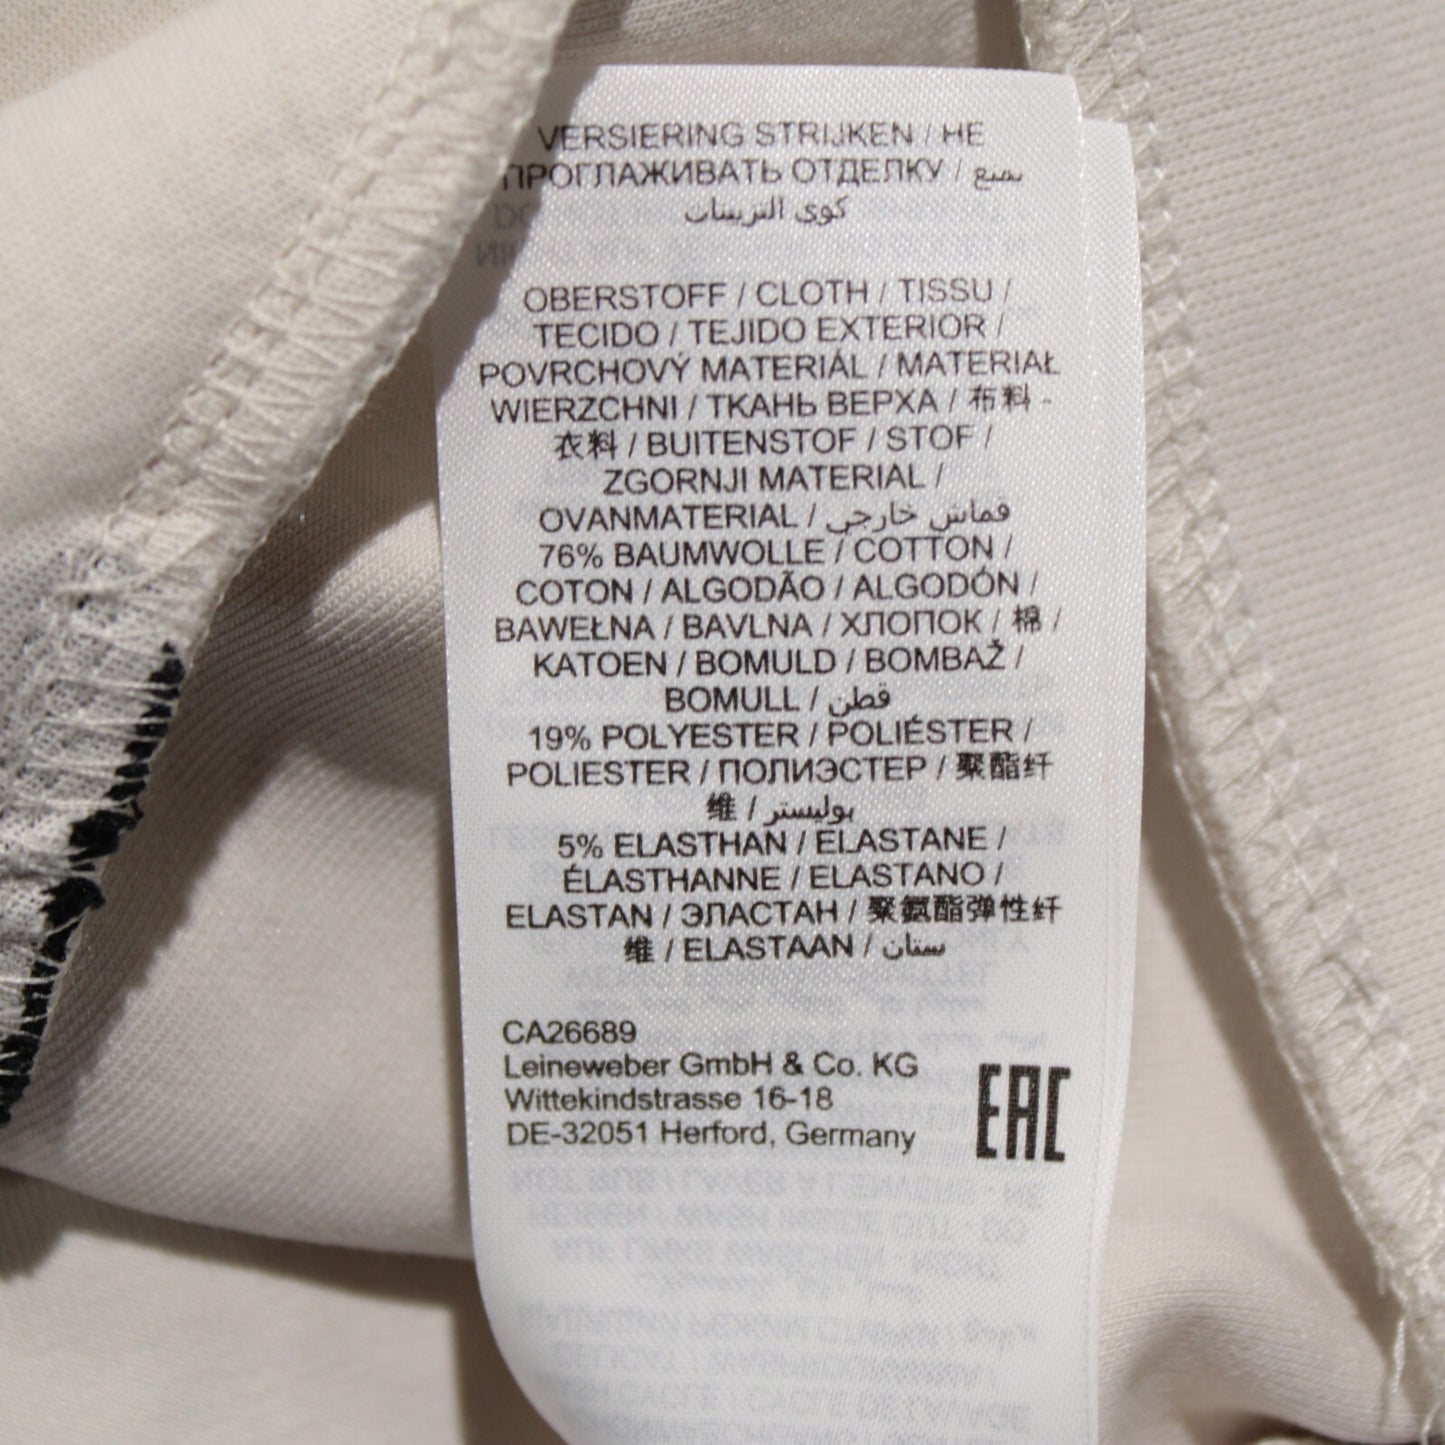 VERSIERING STRIJKEN / НЕ
ПРОГЛАЖИВАТЬ ОТДЕЛКУ / يمنع
كوي التزيينات
OBERSTOFF / CLOTH / TISSU /
TECIDO / TEJIDO EXTERIOR /
POVRCHOVÝ MATERIÁL / MATERIAŁ
WIERZCHNI / ТКАНЬ ВЕРХА / 布料 -
衣料 / BUITENSTOF / STOF /
ZGORNJI MATERIAL /
OVANMATERIAL / قماش خارجي
76% BAUMWOLLE / COTTON /
COTON / ALGODÃO / ALGODÓN /
BAWEŁNA / BAVLNA / ХЛОПОК / 棉 /
KATOEN / BOMULD / BOMBAŽ /
BOMULL / قطن
19% POLYESTER / POLIÉSTER /
POLIESTER / ПОЛИЭСТЕР / 聚酯纤
维 / بوليستر
5% ELASTHAN / ELASTANE /
ÉLASTHANNE / ELASTANO /
ELASTAN / ЭЛАСТАН / 聚氨酯弹性纤
维 / ELASTAAN / ستان
CA26689
Leineweber GmbH & Co. KG
Wittekindstrasse 16-18
DE-32051 Herford, Germany
EAC